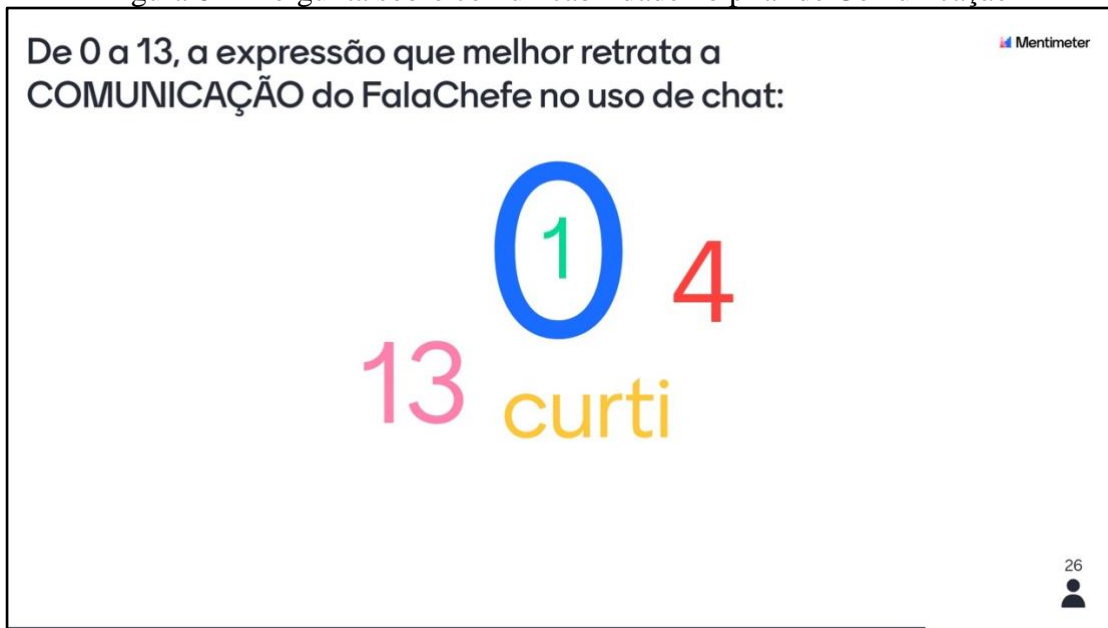 De 0 a 13, a expressão que melhor retrata a
COMUNICAÇÃO do FalaChefe no uso de chat:
Mentimeter
0
1
4
13
curti
26